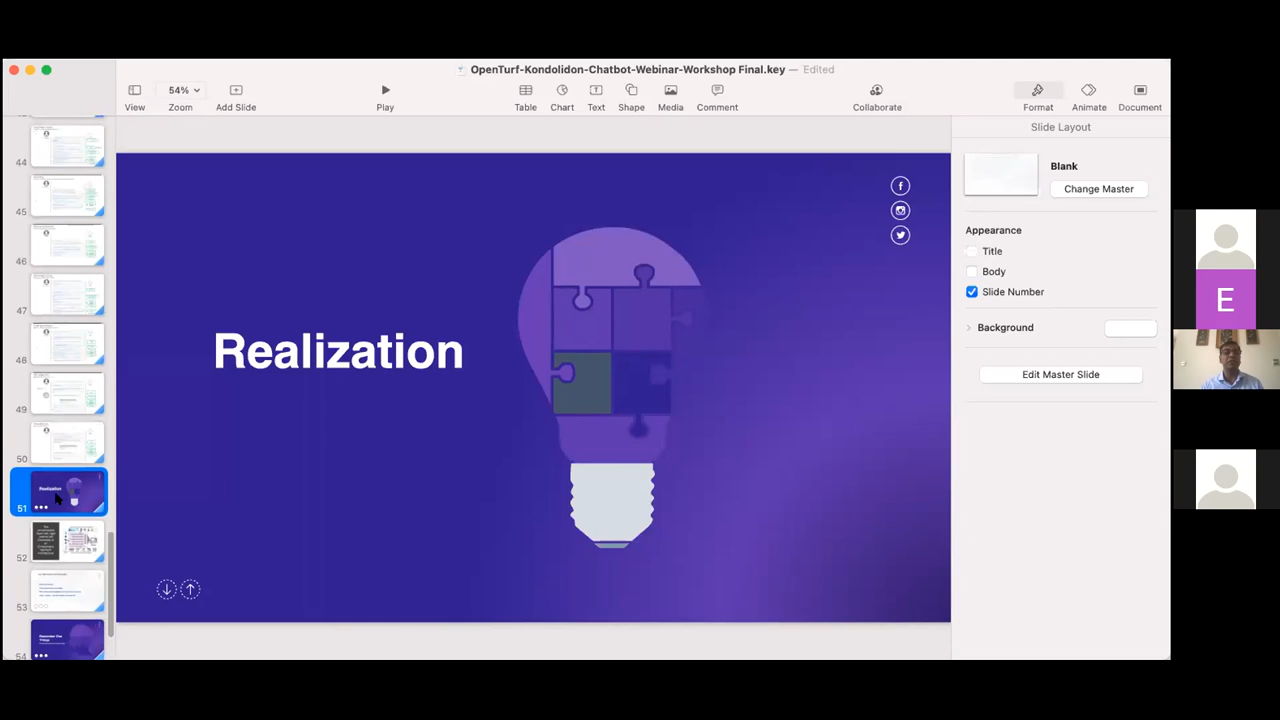 OpenTurf-Kondolidon-Chatbot-Webinar-Workshop Final.key — Edited
54%
View
Zoom
Add Slide
Play
Table
Chart
Text
Shape
Media
Comment
Collaborate
Format
Animate
Document
Slide Layout
Blank
Change Master
Appearance
Title
Body
Slide Number
Background
Edit Master Slide
44
45
46
47
48
49
50
Realization
51
52
53
54
Realization
E